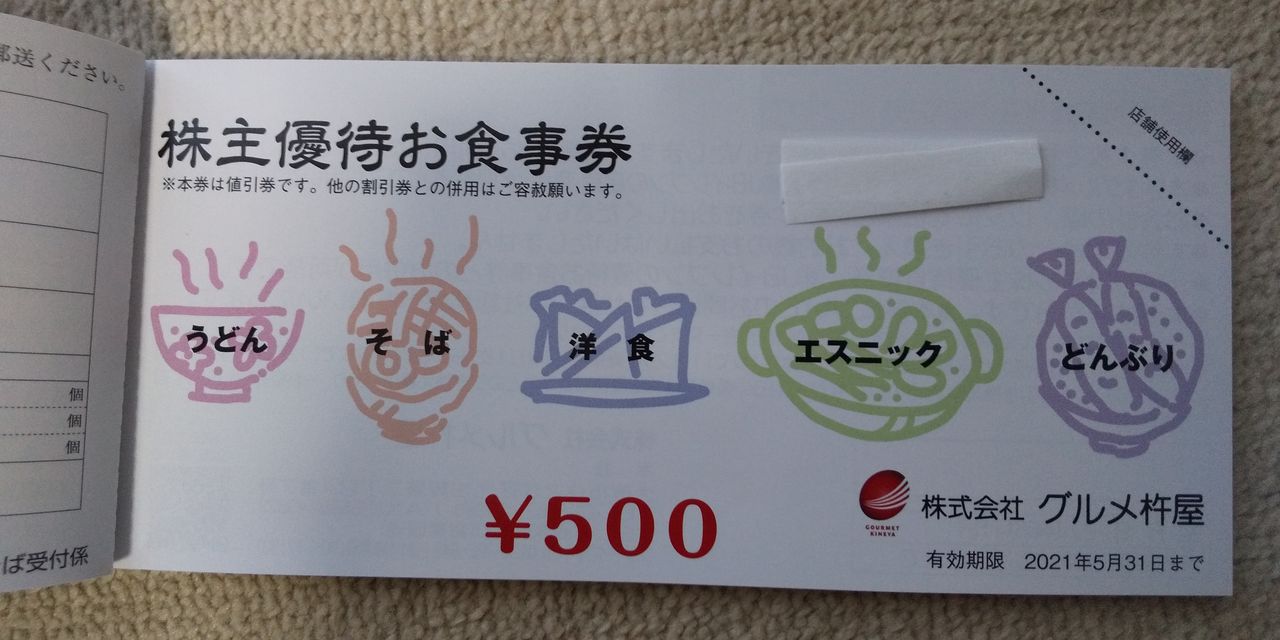 郵送ください。
個
個
個
ば受付係
株主優待お食事券
※本券は値引券です。他の割引券との併用はご容赦願います。
店舗使用欄
うどん
そば
洋食
エスニック
どんぶり
¥500
GOURMET
KINEYA
株式会社 グルメ杵屋
有効期限 2021年5月31日まで